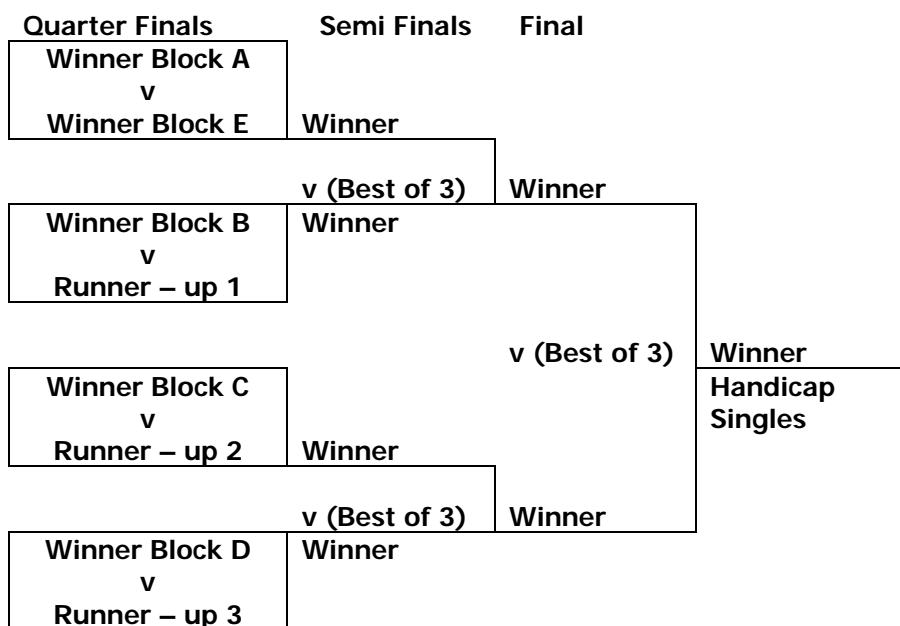 Quarter Finals Semi Finals Final
Winner Block A
v
Winner Block E Winner
v (Best of 3) Winner
Winner Block B Winner
v
Runner – up 1
v (Best of 3) Winner
Winner Block C Handicap
v Singles
Runner – up 2 Winner
v (Best of 3) Winner
Winner Block D Winner
v
Runner – up 3